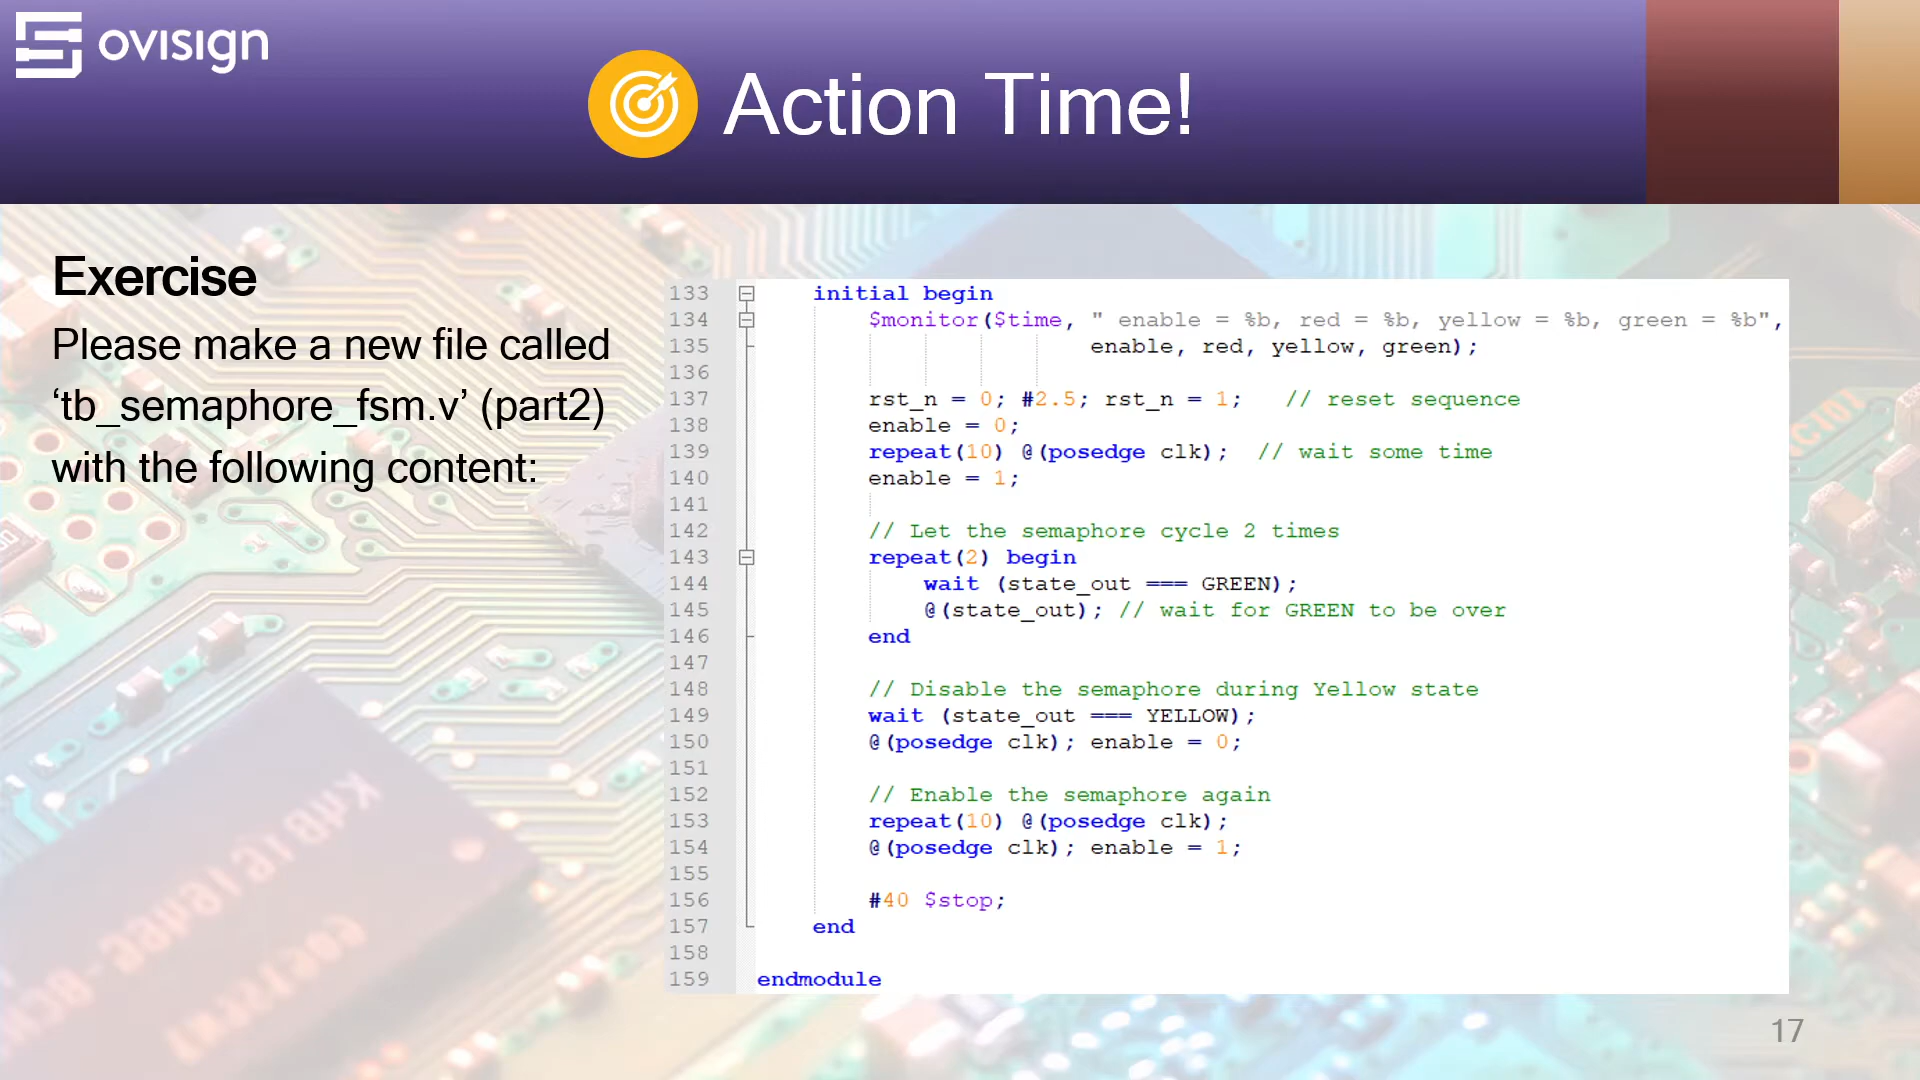 ovisign
Action Time!
Exercise
Please make a new file called
‘tb_semaphore_fsm.v’ (part2)
with the following content:
133 initial begin
134 $monitor($time, " enable = %b, red = %b, yellow = %b, green = %b",
135 enable, red, yellow, green);
136
137 rst_n = 0; #2.5; rst_n = 1; // reset sequence
138 enable = 0;
139 repeat(10) @(posedge clk); // wait some time
140 enable = 1;
141
142 // Let the semaphore cycle 2 times
143 repeat(2) begin
144 wait (state_out === GREEN);
145 @(state_out); // wait for GREEN to be over
146 end
147
148 // Disable the semaphore during Yellow state
149 wait (state_out === YELLOW);
150 @(posedge clk); enable = 0;
151
152 // Enable the semaphore again
153 repeat(10) @(posedge clk);
154 @(posedge clk); enable = 1;
155
156 #40 $stop;
157 end
158
159 endmodule
17